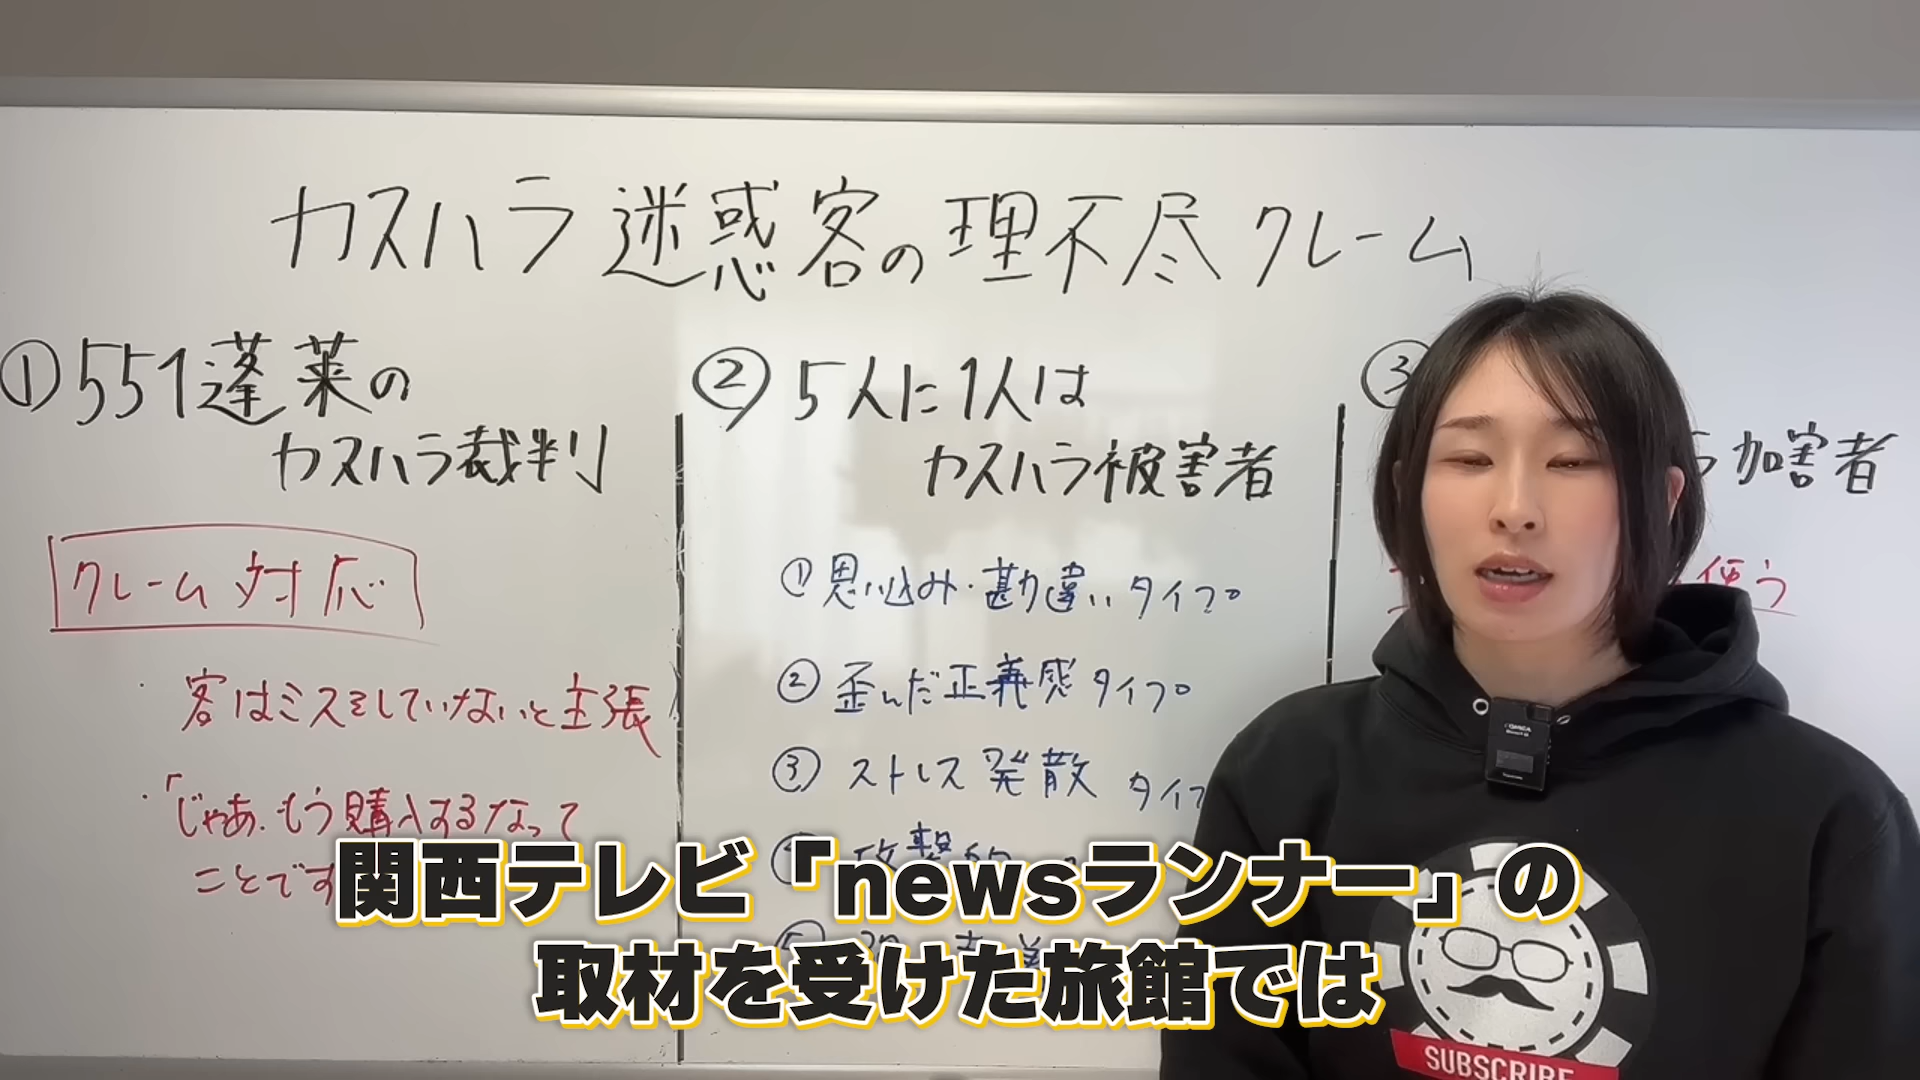 カスハラ 迷惑客の理不尽クレーム
①551蓬莱の
カスハラ裁判
クレーム対応
・客はミスをしていないと主張
・「じゃあ、もう購入するなって
ことです
②5人に1人は
カスハラ被害者
①思い込み・勘違いタイプ
②歪んだ正義感タイプ
③ストレス発散 タイプ
③
加害者
使う
関西テレビ「newsランナー」の
取材を受けた旅館では
SUBSCRIBE